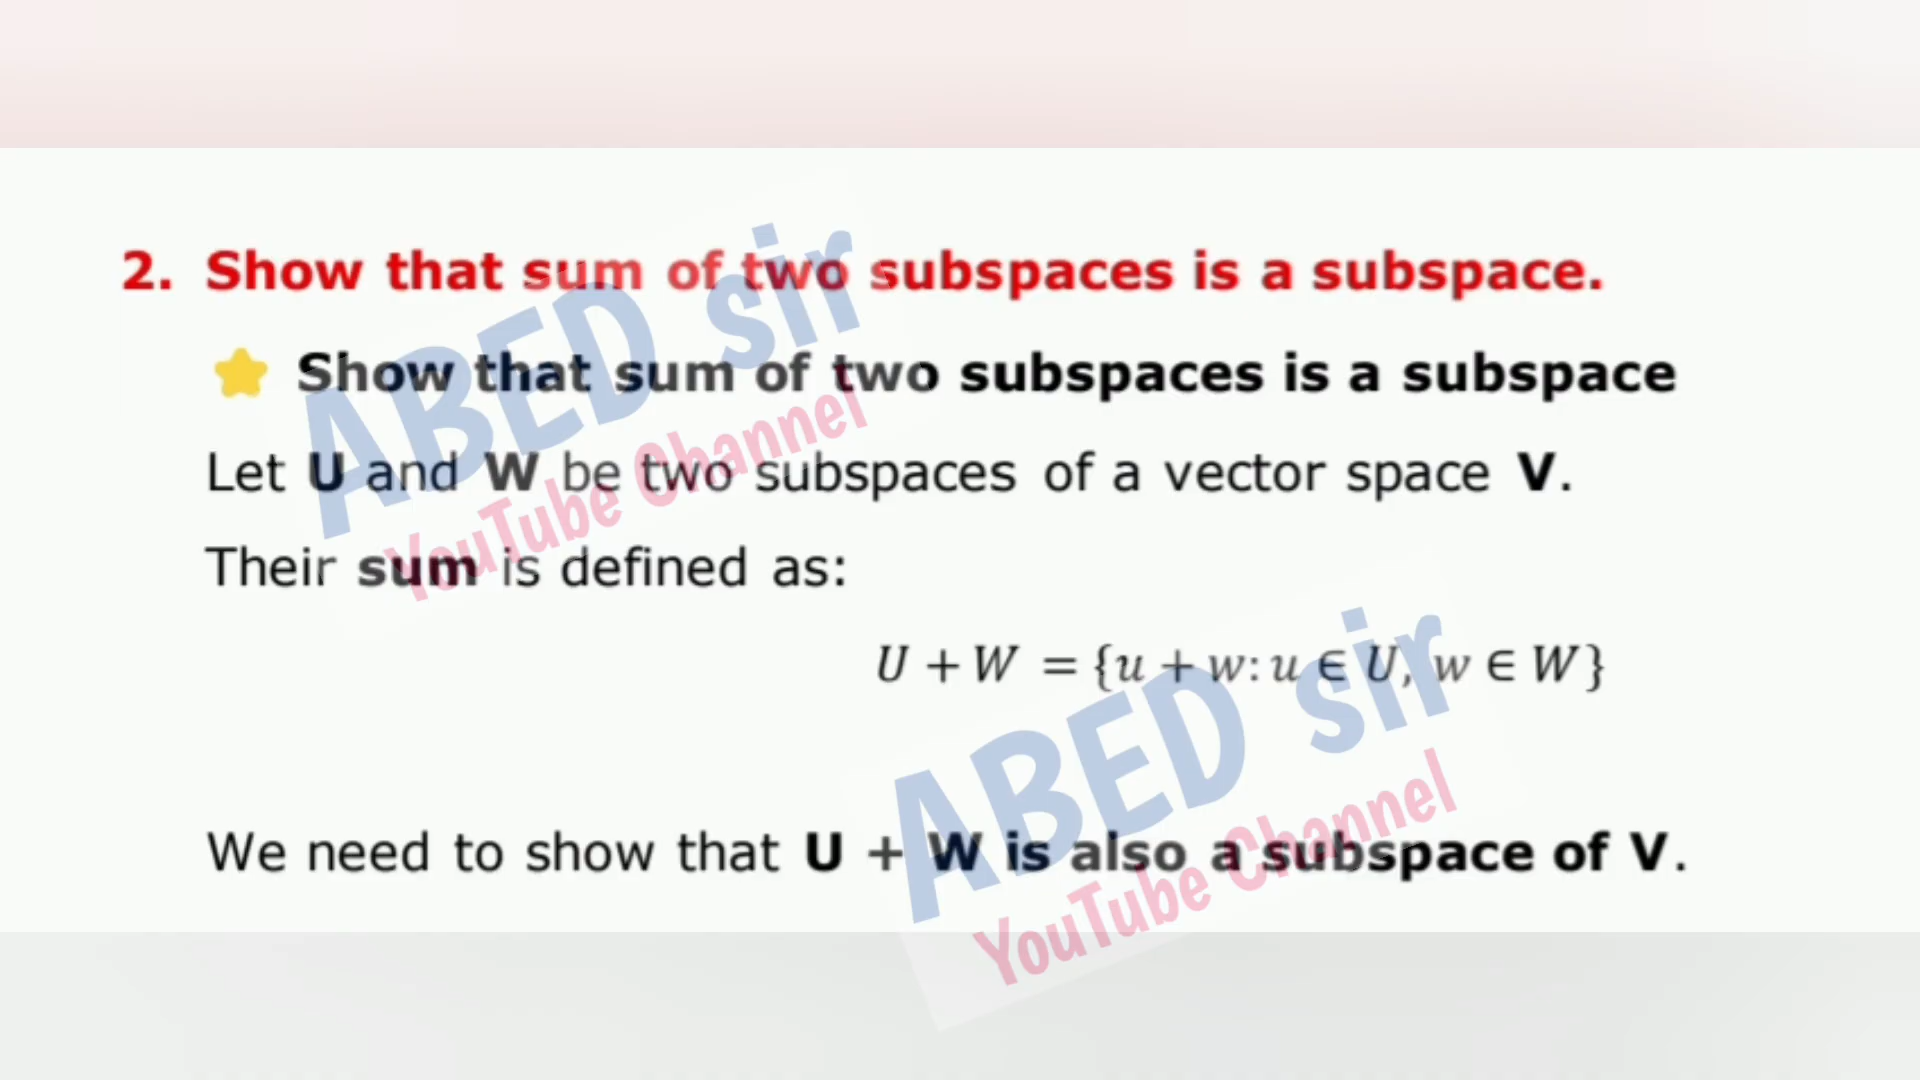 2. Show that sum of two subspaces is a subspace.
Show that sum of two subspaces is a subspace
Let U and W be two subspaces of a vector space V.
Their sum is defined as:
U + W = {u + w: u ∈ U, w ∈ W}
We need to show that U + W is also a subspace of V.
ABED sir
YouTube Channel
ABED sir
YouTube Channel